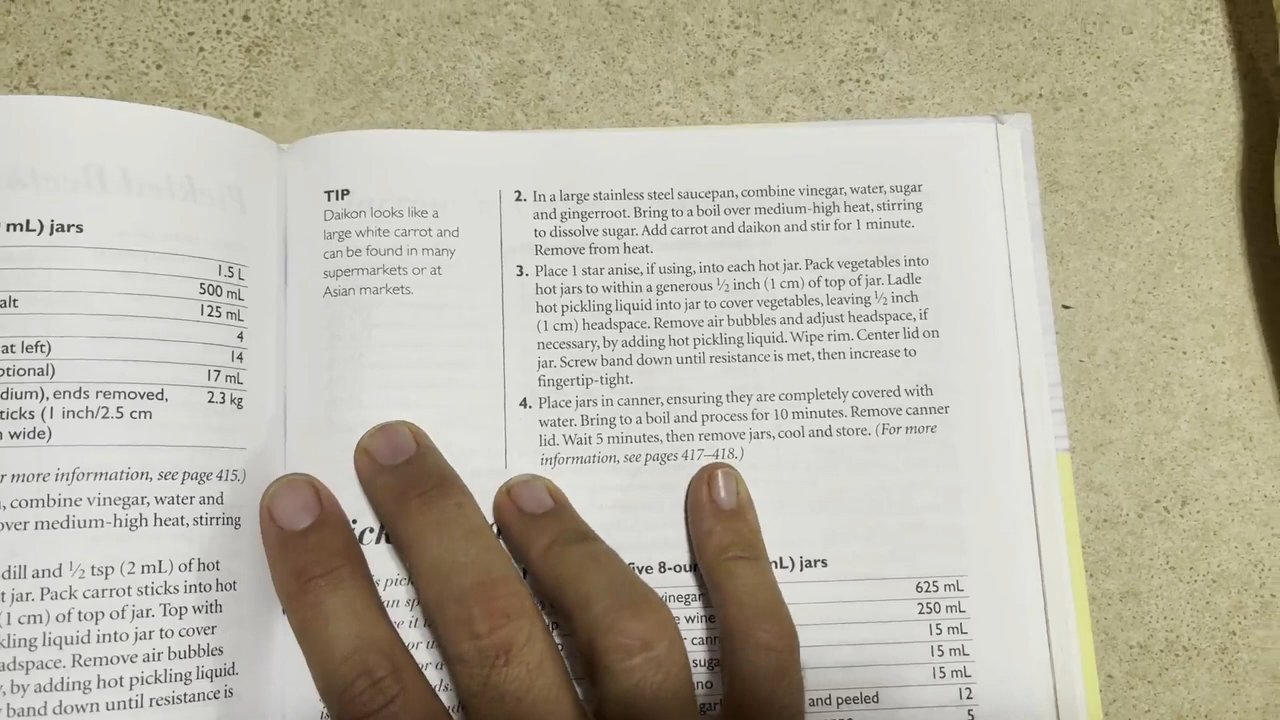 mL) jars
1.5 L
500 mL
alt 125 mL
4
at left) 14
otional) 17 mL
dium), ends removed, 2.3 kg
ticks (1 inch/2.5 cm
wide)
more information, see page 415.)
combine vinegar, water and
over medium-high heat, stirring
dill and ½ tsp (2 mL) of hot
t jar. Pack carrot sticks into hot
(1 cm) of top of jar. Top with
kling liquid into jar to cover
adspace. Remove air bubbles
, by adding hot pickling liquid.
band down until resistance is
TIP
Daikon looks like a
large white carrot and
can be found in many
supermarkets or at
Asian markets.
2. In a large stainless steel saucepan, combine vinegar, water, sugar
and gingerroot. Bring to a boil over medium-high heat, stirring
to dissolve sugar. Add carrot and daikon and stir for 1 minute.
Remove from heat.
3. Place 1 star anise, if using, into each hot jar. Pack vegetables into
hot jars to within a generous ½ inch (1 cm) of top of jar. Ladle
hot pickling liquid into jar to cover vegetables, leaving ½ inch
(1 cm) headspace. Remove air bubbles and adjust headspace, if
necessary, by adding hot pickling liquid. Wipe rim. Center lid on
jar. Screw band down until resistance is met, then increase to
fingertip-tight.
4. Place jars in canner, ensuring they are completely covered with
water. Bring to a boil and process for 10 minutes. Remove canner
lid. Wait 5 minutes, then remove jars, cool and store. (For more
information, see pages 417–418.)
five 8-our mL) jars
vinegar 625 mL
wine 250 mL
cann 15 mL
suga 15 mL
15 mL
and peeled 12
5